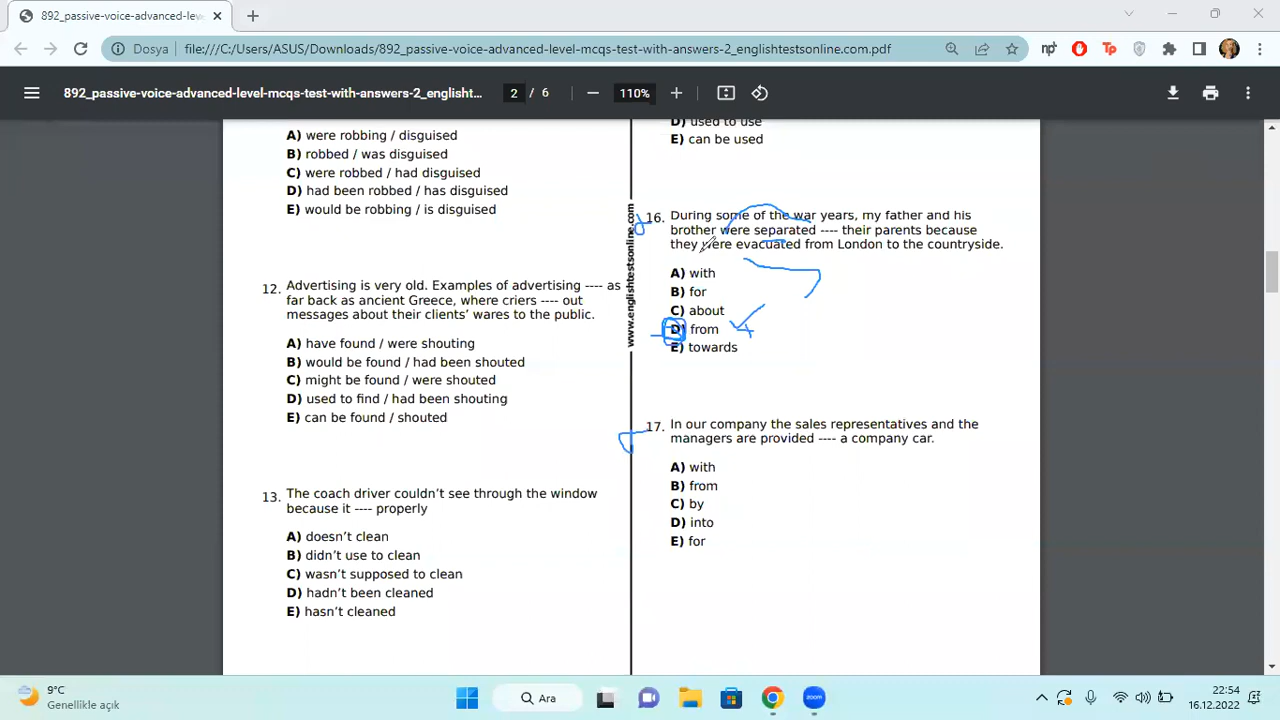 892_passive-voice-advanced-lev
Dosya
file:///C:/Users/ASUS/Downloads/892_passive-voice-advanced-level-mcqs-test-with-answers-2_englishtestsonline.com.pdf
892_passive-voice-advanced-level-mcqs-test-with-answers-2_englisht...
2 / 6
110%
A) were robbing / disguised
B) robbed / was disguised
C) were robbed / had disguised
D) had been robbed / has disguised
E) would be robbing / is disguised
12. Advertising is very old. Examples of advertising ---- as
far back as ancient Greece, where criers ---- out
messages about their clients’ wares to the public.
A) have found / were shouting
B) would be found / had been shouted
C) might be found / were shouted
D) used to find / had been shouting
E) can be found / shouted
13. The coach driver couldn’t see through the window
because it ---- properly
A) doesn’t clean
B) didn’t use to clean
C) wasn’t supposed to clean
D) hadn’t been cleaned
E) hasn’t cleaned
www.englishtestsonline.com
D) used to use
E) can be used
16. During some of the war years, my father and his
brother were separated ---- their parents because
they were evacuated from London to the countryside.
A) with
B) for
C) about
D) from
E) towards
17. In our company the sales representatives and the
managers are provided ---- a company car.
A) with
B) from
C) by
D) into
E) for
9°C
Genellikle açık
Ara
zoom
22:54
16.12.2022